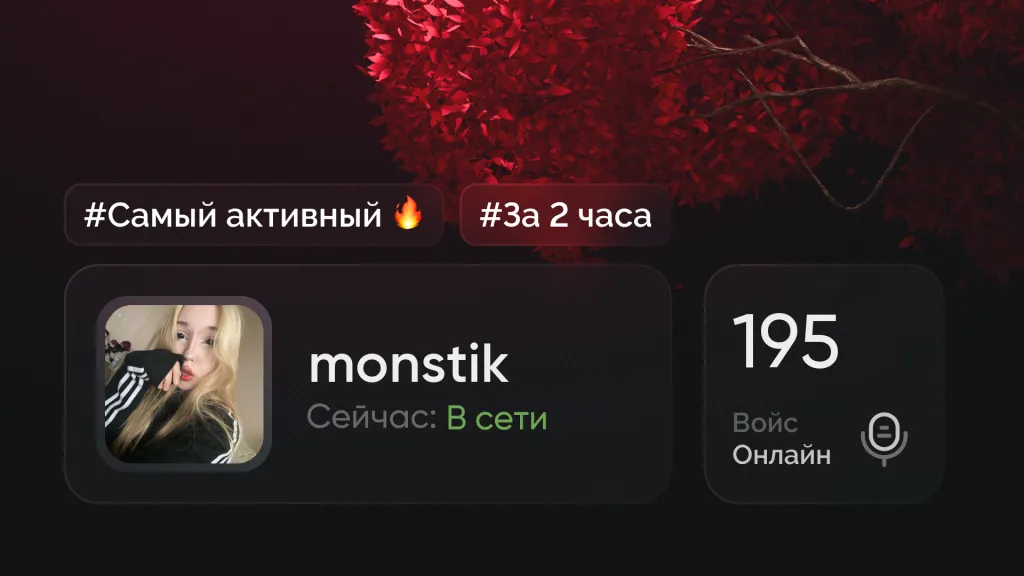 #Самый активный 🔥 #За 2 часа
monstik
Сейчас: В сети
195
Войс
Онлайн